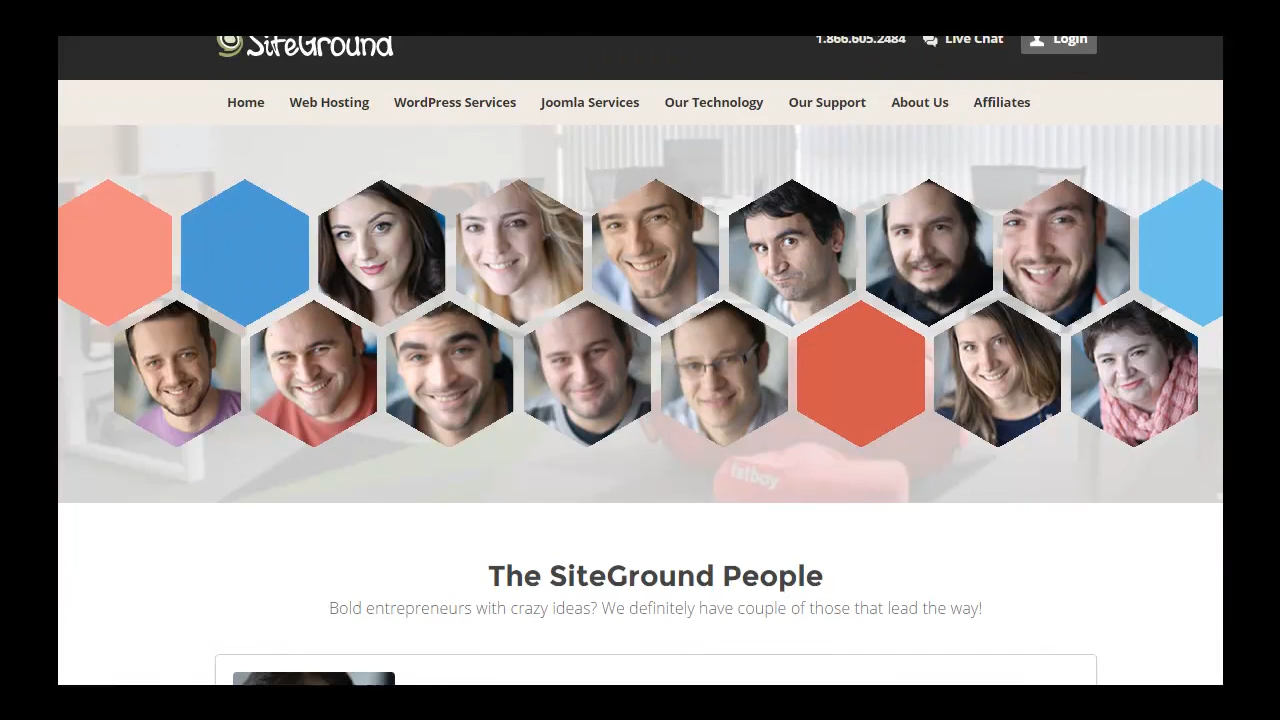 SiteGround
1.866.605.2484 Live Chat Login
Home Web Hosting WordPress Services Joomla Services Our Technology Our Support About Us Affiliates
fatboy
The SiteGround People
Bold entrepreneurs with crazy ideas? We definitely have couple of those that lead the way!